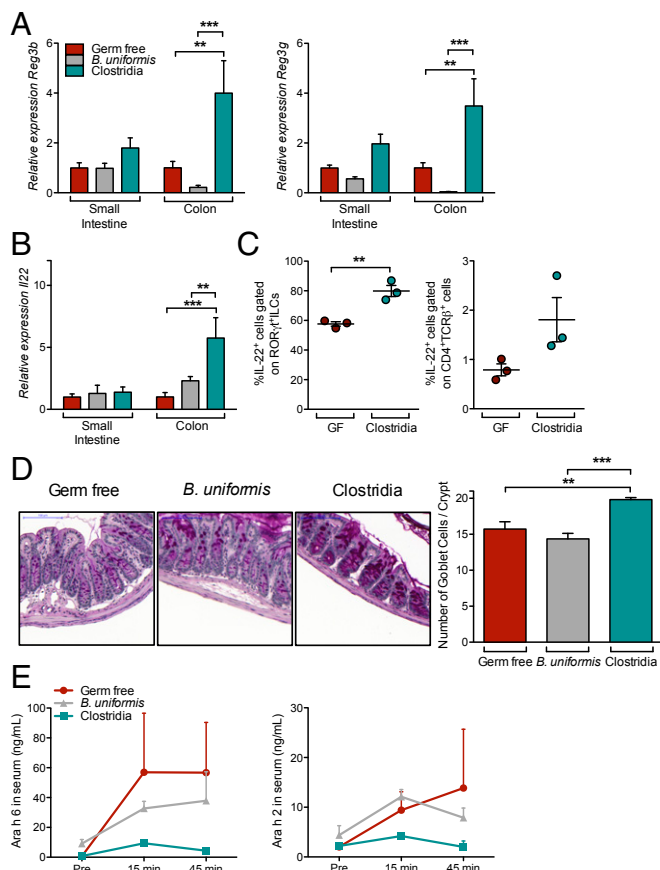 A
Germ free
B. uniformis
Clostridia
Relative expression Reg3b
6
4
2
0
**
***
Small
Intestine
Colon
Relative expression Reg3g
6
4
2
0
**
***
Small
Intestine
Colon
B
Relative expression Il22
10
5
0
***
**
Small
Intestine
Colon
C
%IL-22+ cells gated
on RORγt+ILCs
100
80
60
40
20
0
**
GF
Clostridia
%IL-22+ cells gated
on CD4+TCRβ+ cells
3
2
1
0
GF
Clostridia
D
Germ free
B. uniformis
Clostridia
Number of Goblet Cells / Crypt
20
15
10
5
0
**
***
Germ free
B. uniformis
Clostridia
E
Germ free
B. uniformis
Clostridia
Ara h 6 in serum (ng/mL)
100
80
60
40
20
0
Pre
15 min
45 min
Ara h 2 in serum (ng/mL)
30
20
10
0
Pre
15 min
45 min